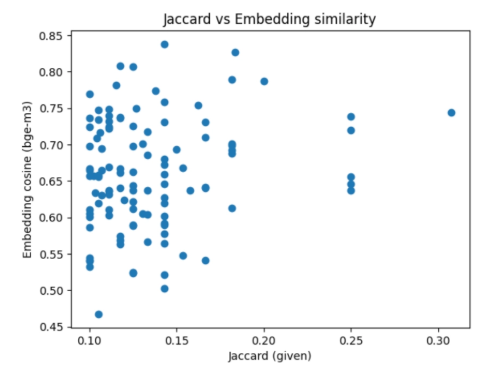 Jaccard vs Embedding similarity
Embedding cosine (bge-m3)
0.85
0.80
0.75
0.70
0.65
0.60
0.55
0.50
0.45
0.10 0.15 0.20 0.25 0.30
Jaccard (given)